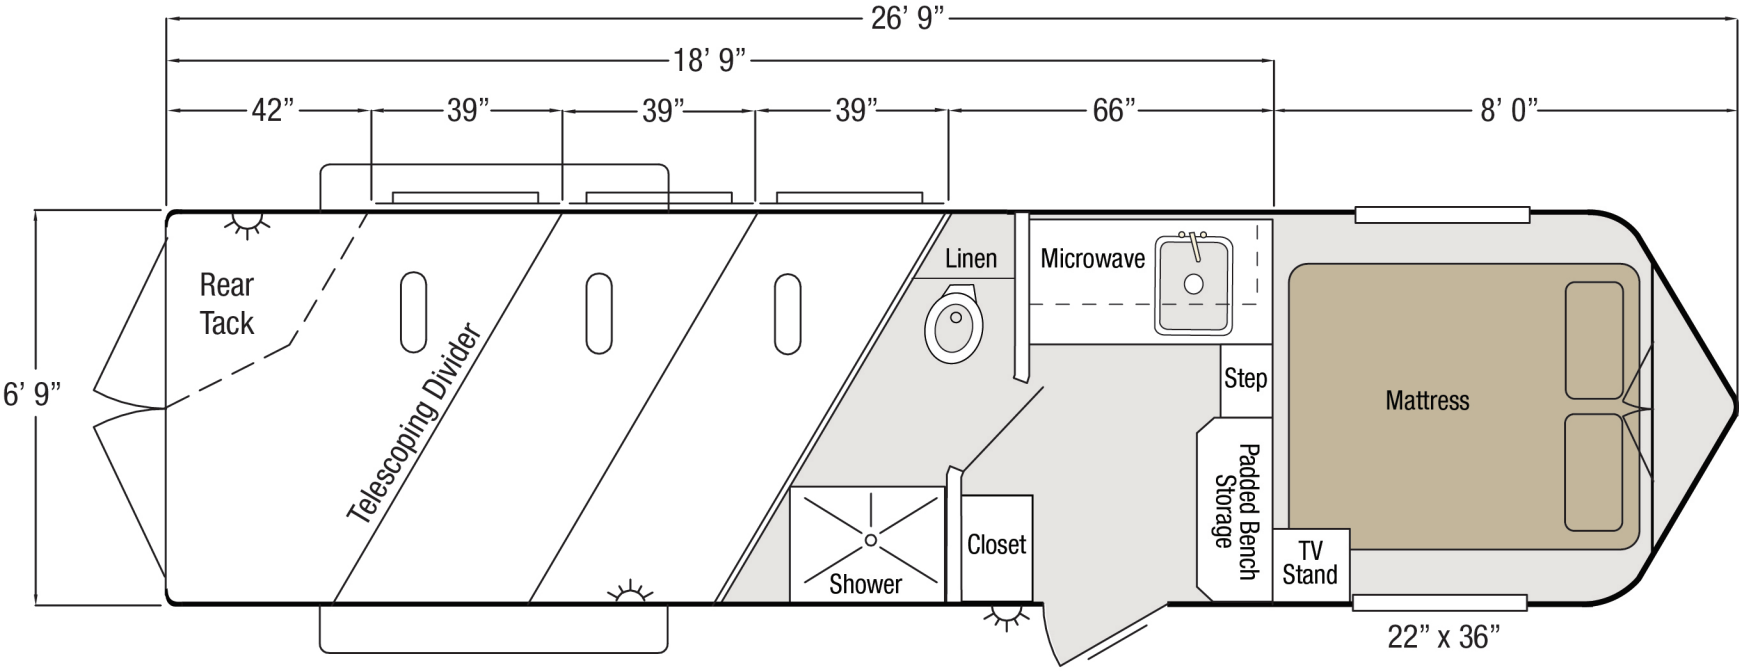 26’ 9”
18’ 9”
42”
39”
39”
39”
66”
8’ 0”
6’ 9”
Rear
Tack
Telescoping Divider
Linen
Microwave
Step
Mattress
Padded Bench
Storage
Closet
Shower
TV
Stand
22” x 36”